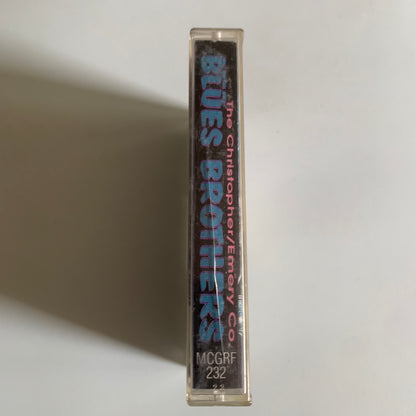 The Christopher/Emery Co.
BLUES BROTHERS
MCGRF
232